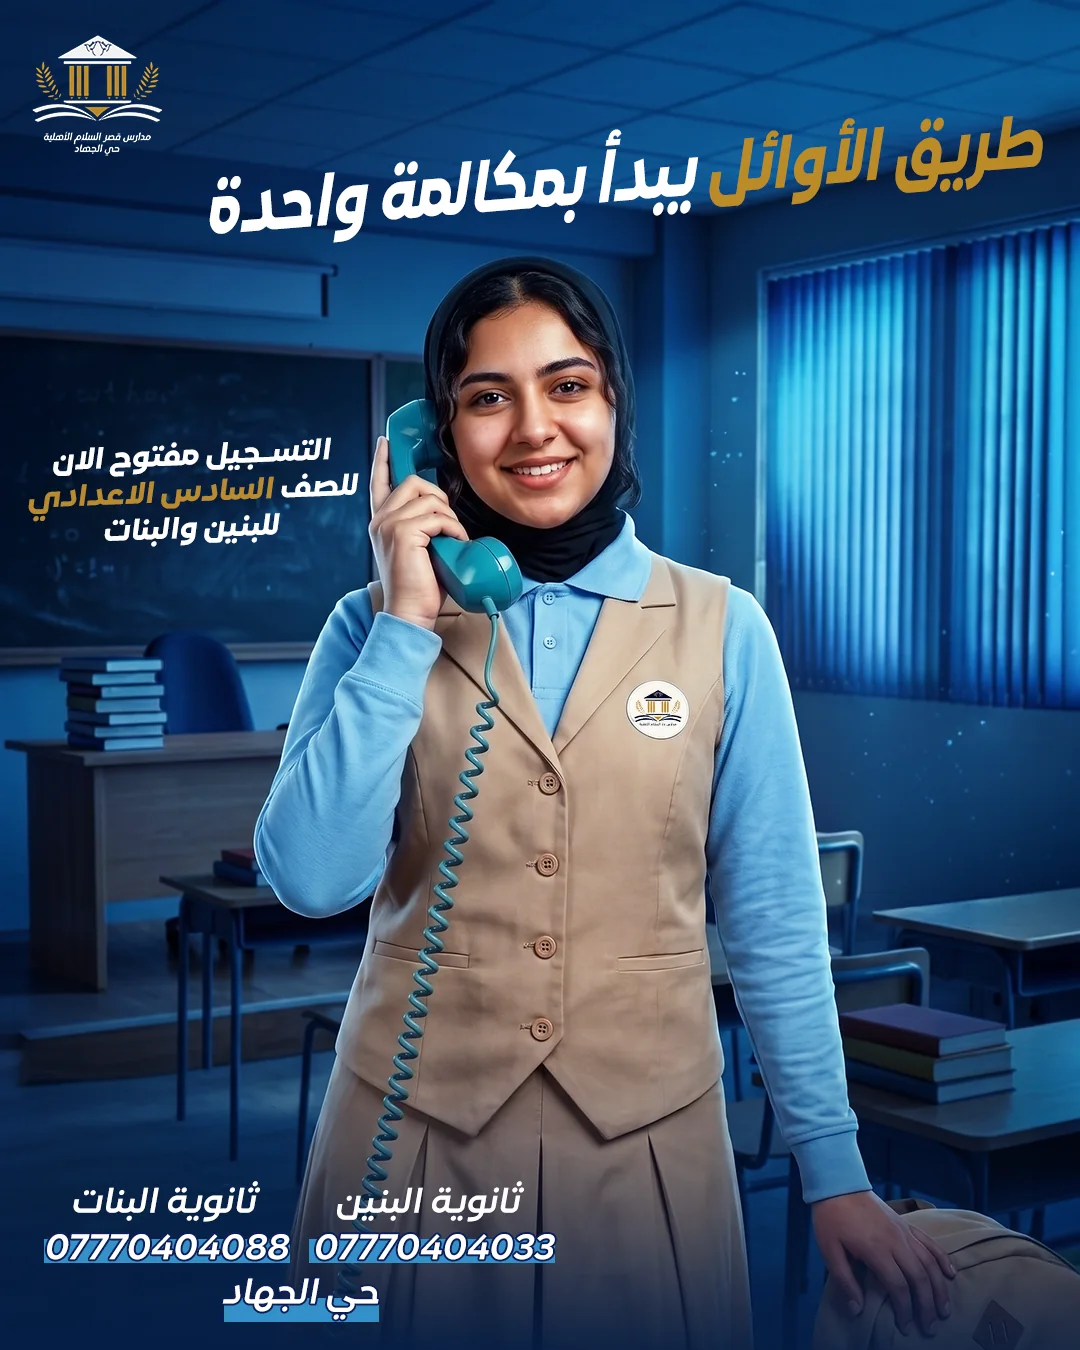 مدارس قصر السلام الأهلية
حي الجهاد
طريق الأوائل يبدأ بمكالمة واحدة
التسجيل مفتوح الان
للصف السادس الاعدادي
للبنين والبنات
ثانوية البنين
07770404033
ثانوية البنات
07770404088
حي الجهاد